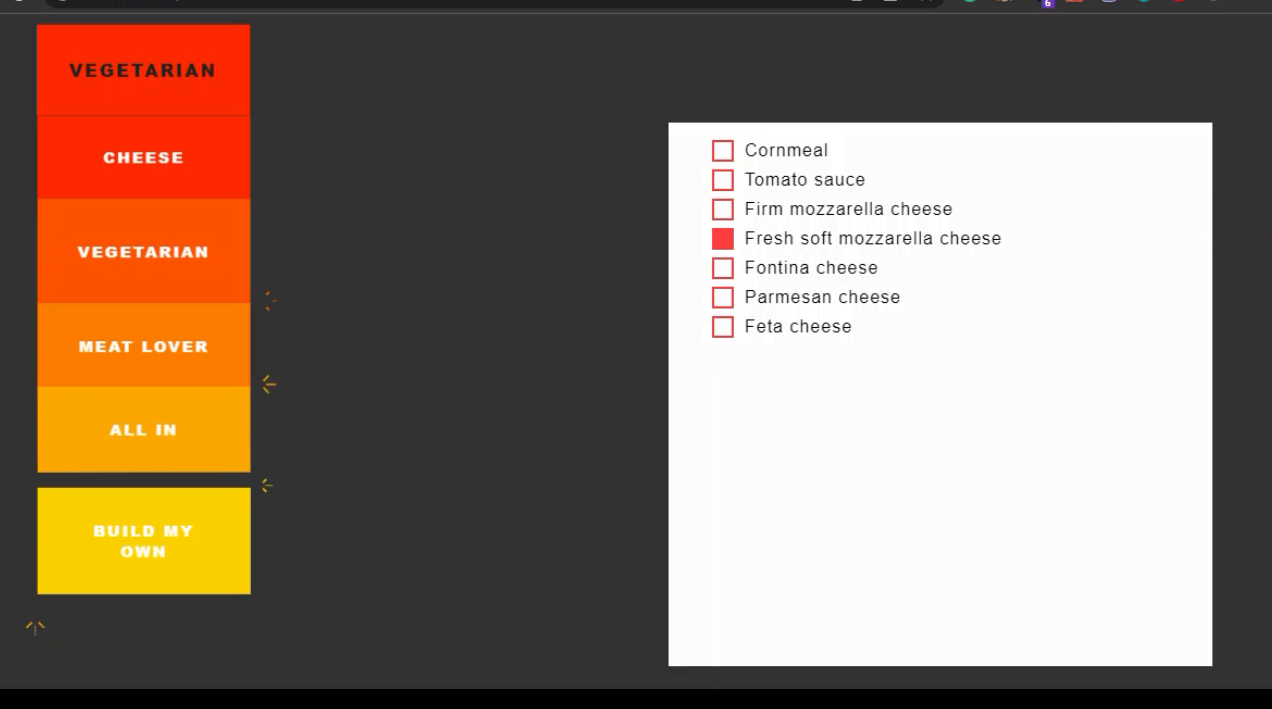 6
VEGETARIAN
CHEESE
VEGETARIAN
MEAT LOVER
ALL IN
BUILD MY
OWN
Cornmeal
Tomato sauce
Firm mozzarella cheese
Fresh soft mozzarella cheese
Fontina cheese
Parmesan cheese
Feta cheese